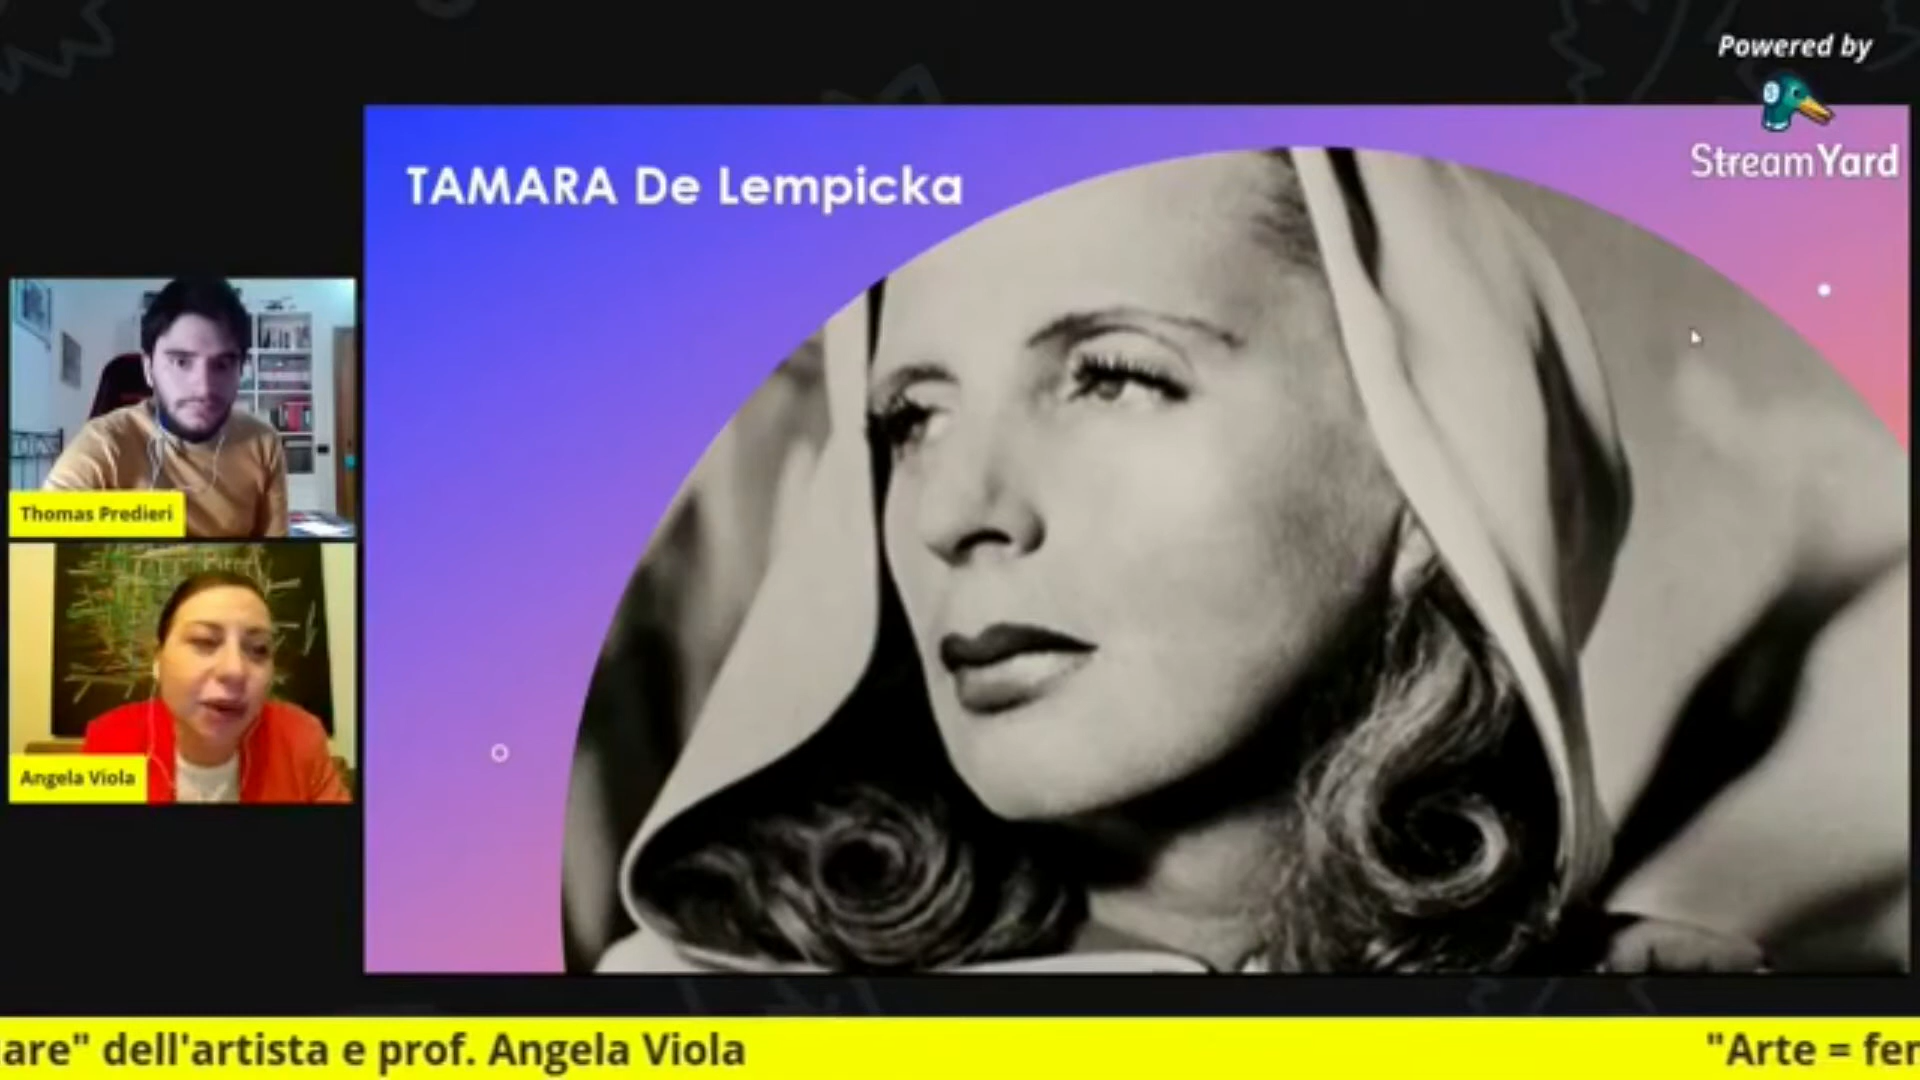 Powered by
StreamYard
TAMARA De Lempicka
Thomas Predieri
Angela Viola
are" dell'artista e prof. Angela Viola
"Arte = fer